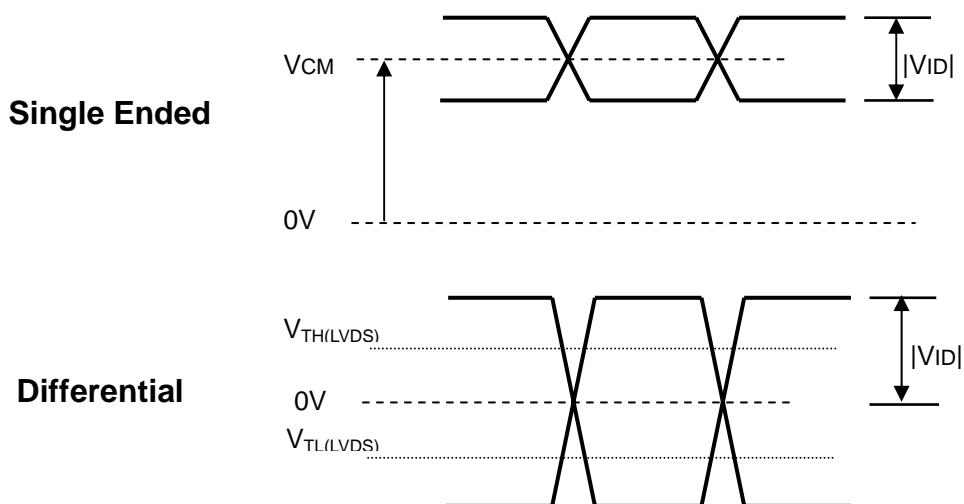 VCM
|VID|
Single Ended
0V
VTH(LVDS)
|VID|
Differential
0V
VTL(LVDS)